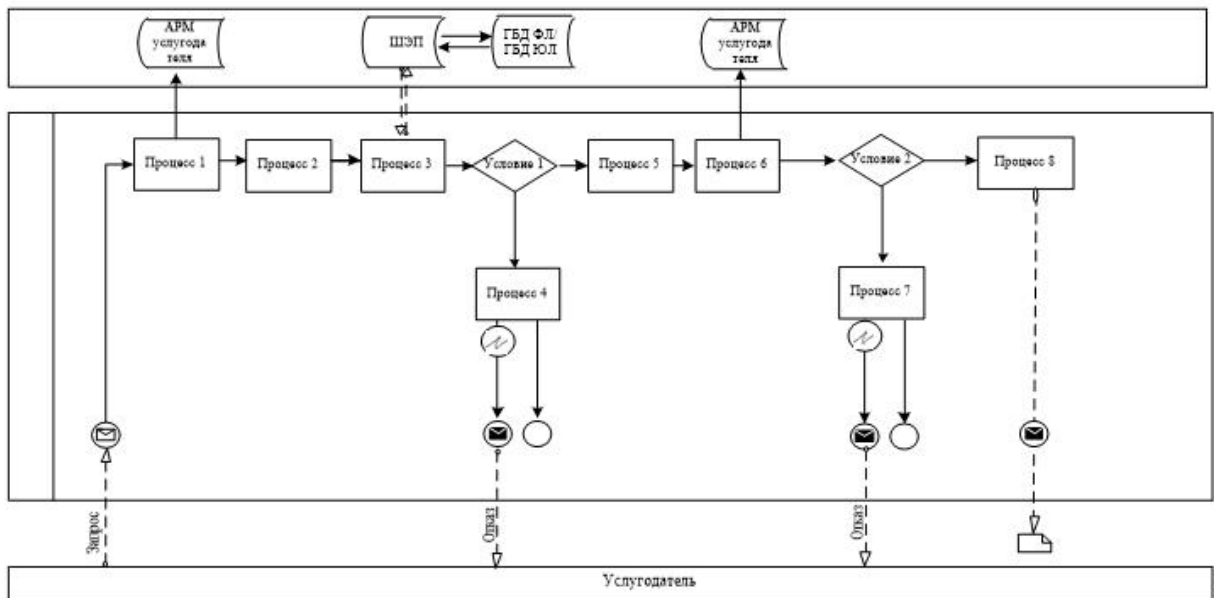 АРМ
услугода
теля
ШЭП
ГБД ФЛ/
ГБД ЮЛ
АРМ
услугода
теля
Процесс 1
Процесс 2
Процесс 3
Условие 1
Процесс 5
Процесс 6
Условие 2
Процесс 8
Процесс 4
Процесс 7
Запрос
Отказ
Отказ
Услугодатель